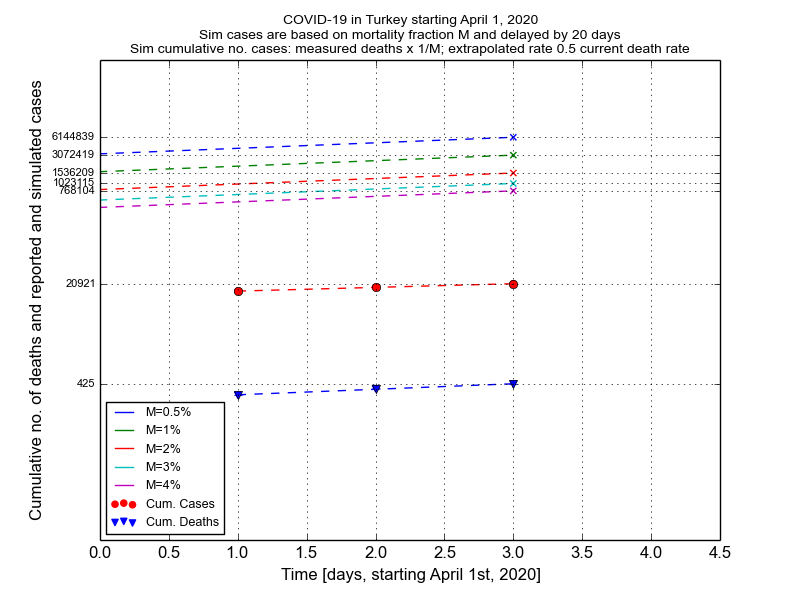 COVID-19 in Turkey starting April 1, 2020
Sim cases are based on mortality fraction M and delayed by 20 days
Sim cumulative no. cases: measured deaths x 1/M; extrapolated rate 0.5 current death rate
Cumulative no. of deaths and reported and simulated cases
6144839
3072419
1536209
1023115
768104
20921
425
M=0.5%
M=1%
M=2%
M=3%
M=4%
Cum. Cases
Cum. Deaths
0.0 0.5 1.0 1.5 2.0 2.5 3.0 3.5 4.0 4.5
Time [days, starting April 1st, 2020]